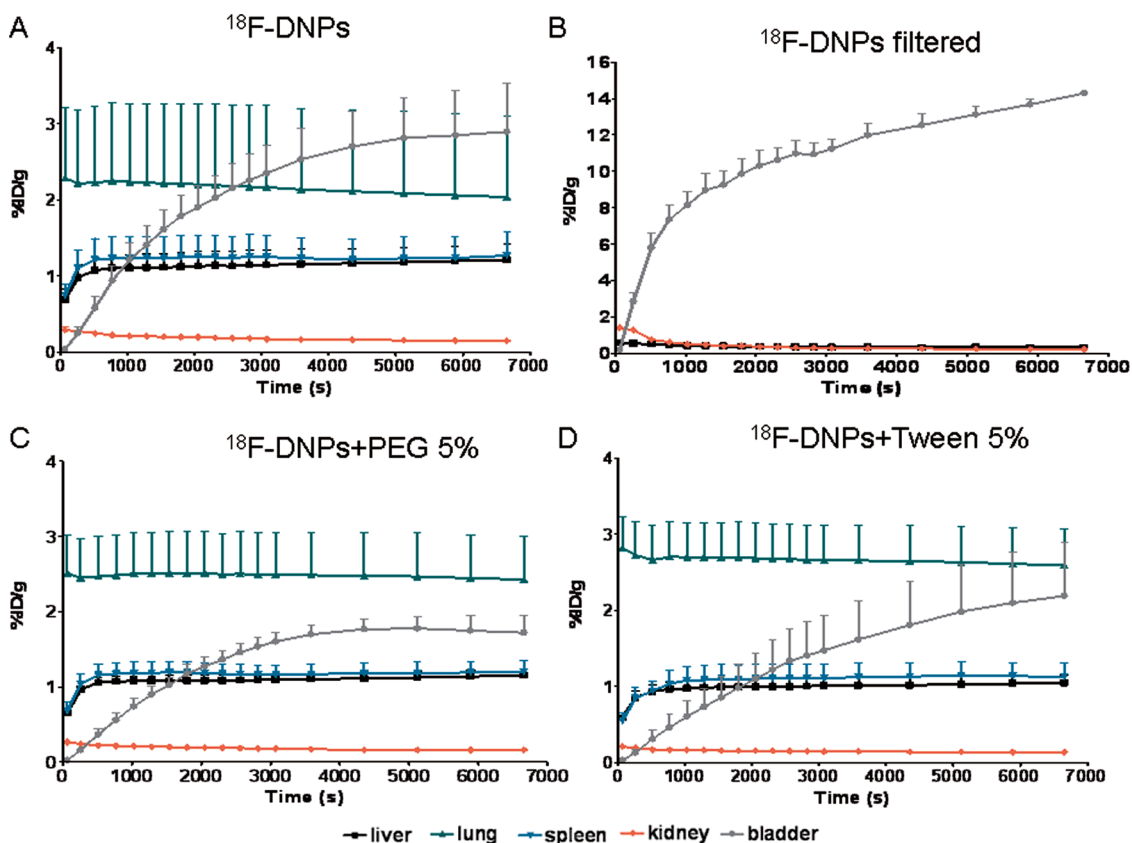 A
¹⁸F-DNPs
4
3
2
1
0
%ID/g
0 1000 2000 3000 4000 5000 6000 7000
Time (s)
B
¹⁸F-DNPs filtered
16
14
12
10
8
6
4
2
0
%ID/g
0 1000 2000 3000 4000 5000 6000 7000
Time (s)
C
¹⁸F-DNPs+PEG 5%
4
3
2
1
0
%ID/g
0 1000 2000 3000 4000 5000 6000 7000
Time (s)
D
¹⁸F-DNPs+Tween 5%
4
3
2
1
0
%ID/g
0 1000 2000 3000 4000 5000 6000 7000
Time (s)
liver lung spleen kidney bladder